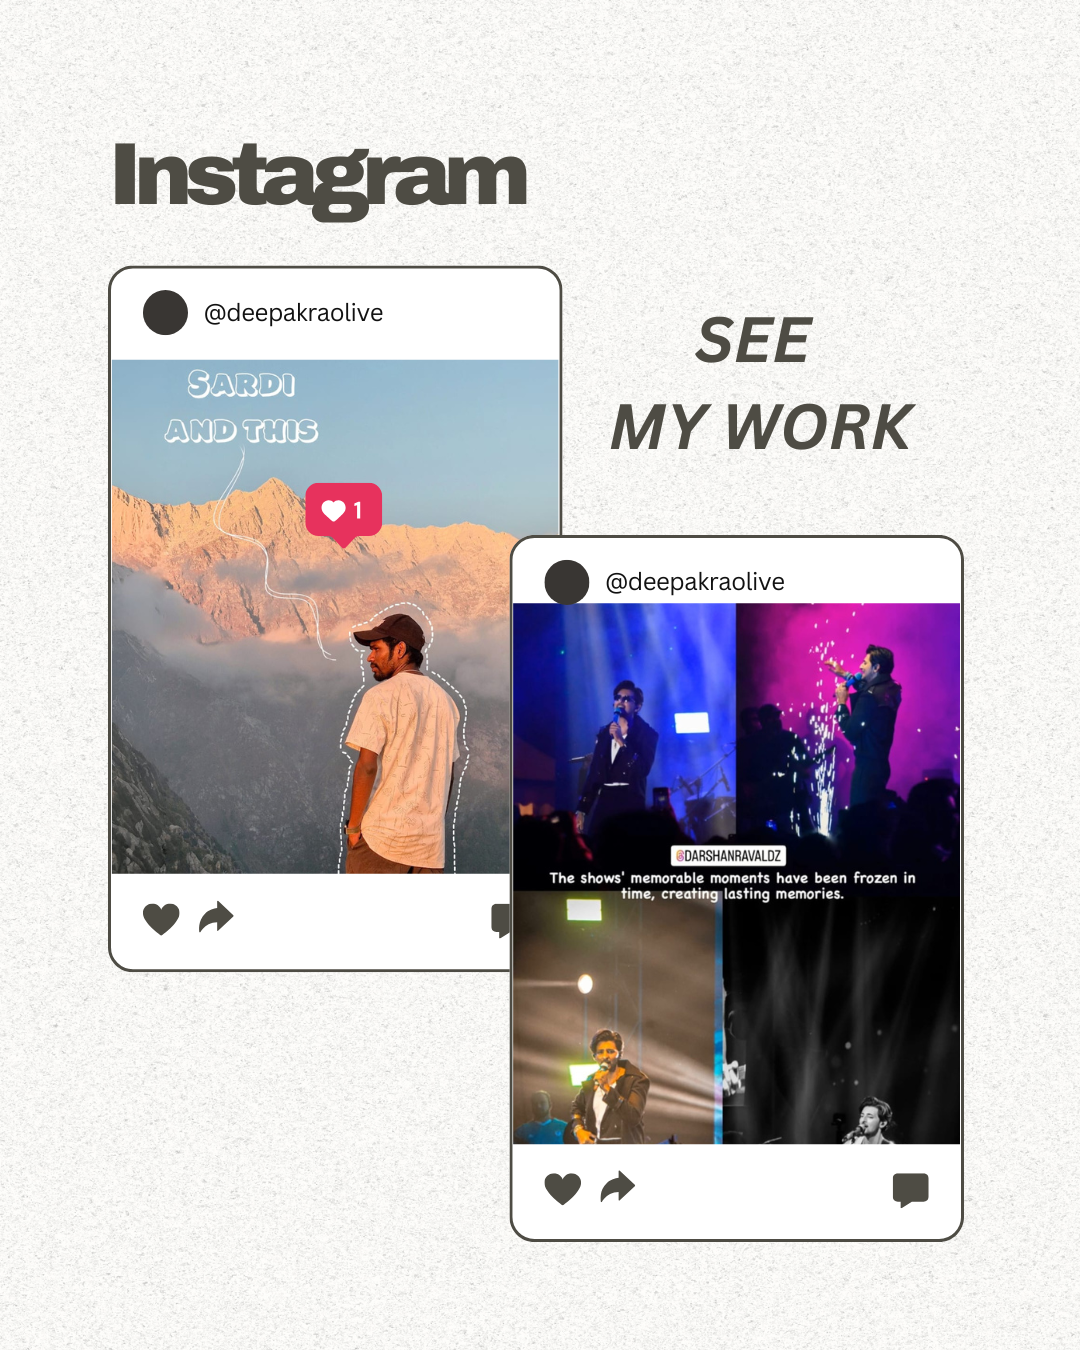 Instagram
@deepakraolive
SARDI
AND THIS
1
SEE
MY WORK
@deepakraolive
@DARSHANRAVALDZ
The shows' memorable moments have been frozen in
time, creating lasting memories.